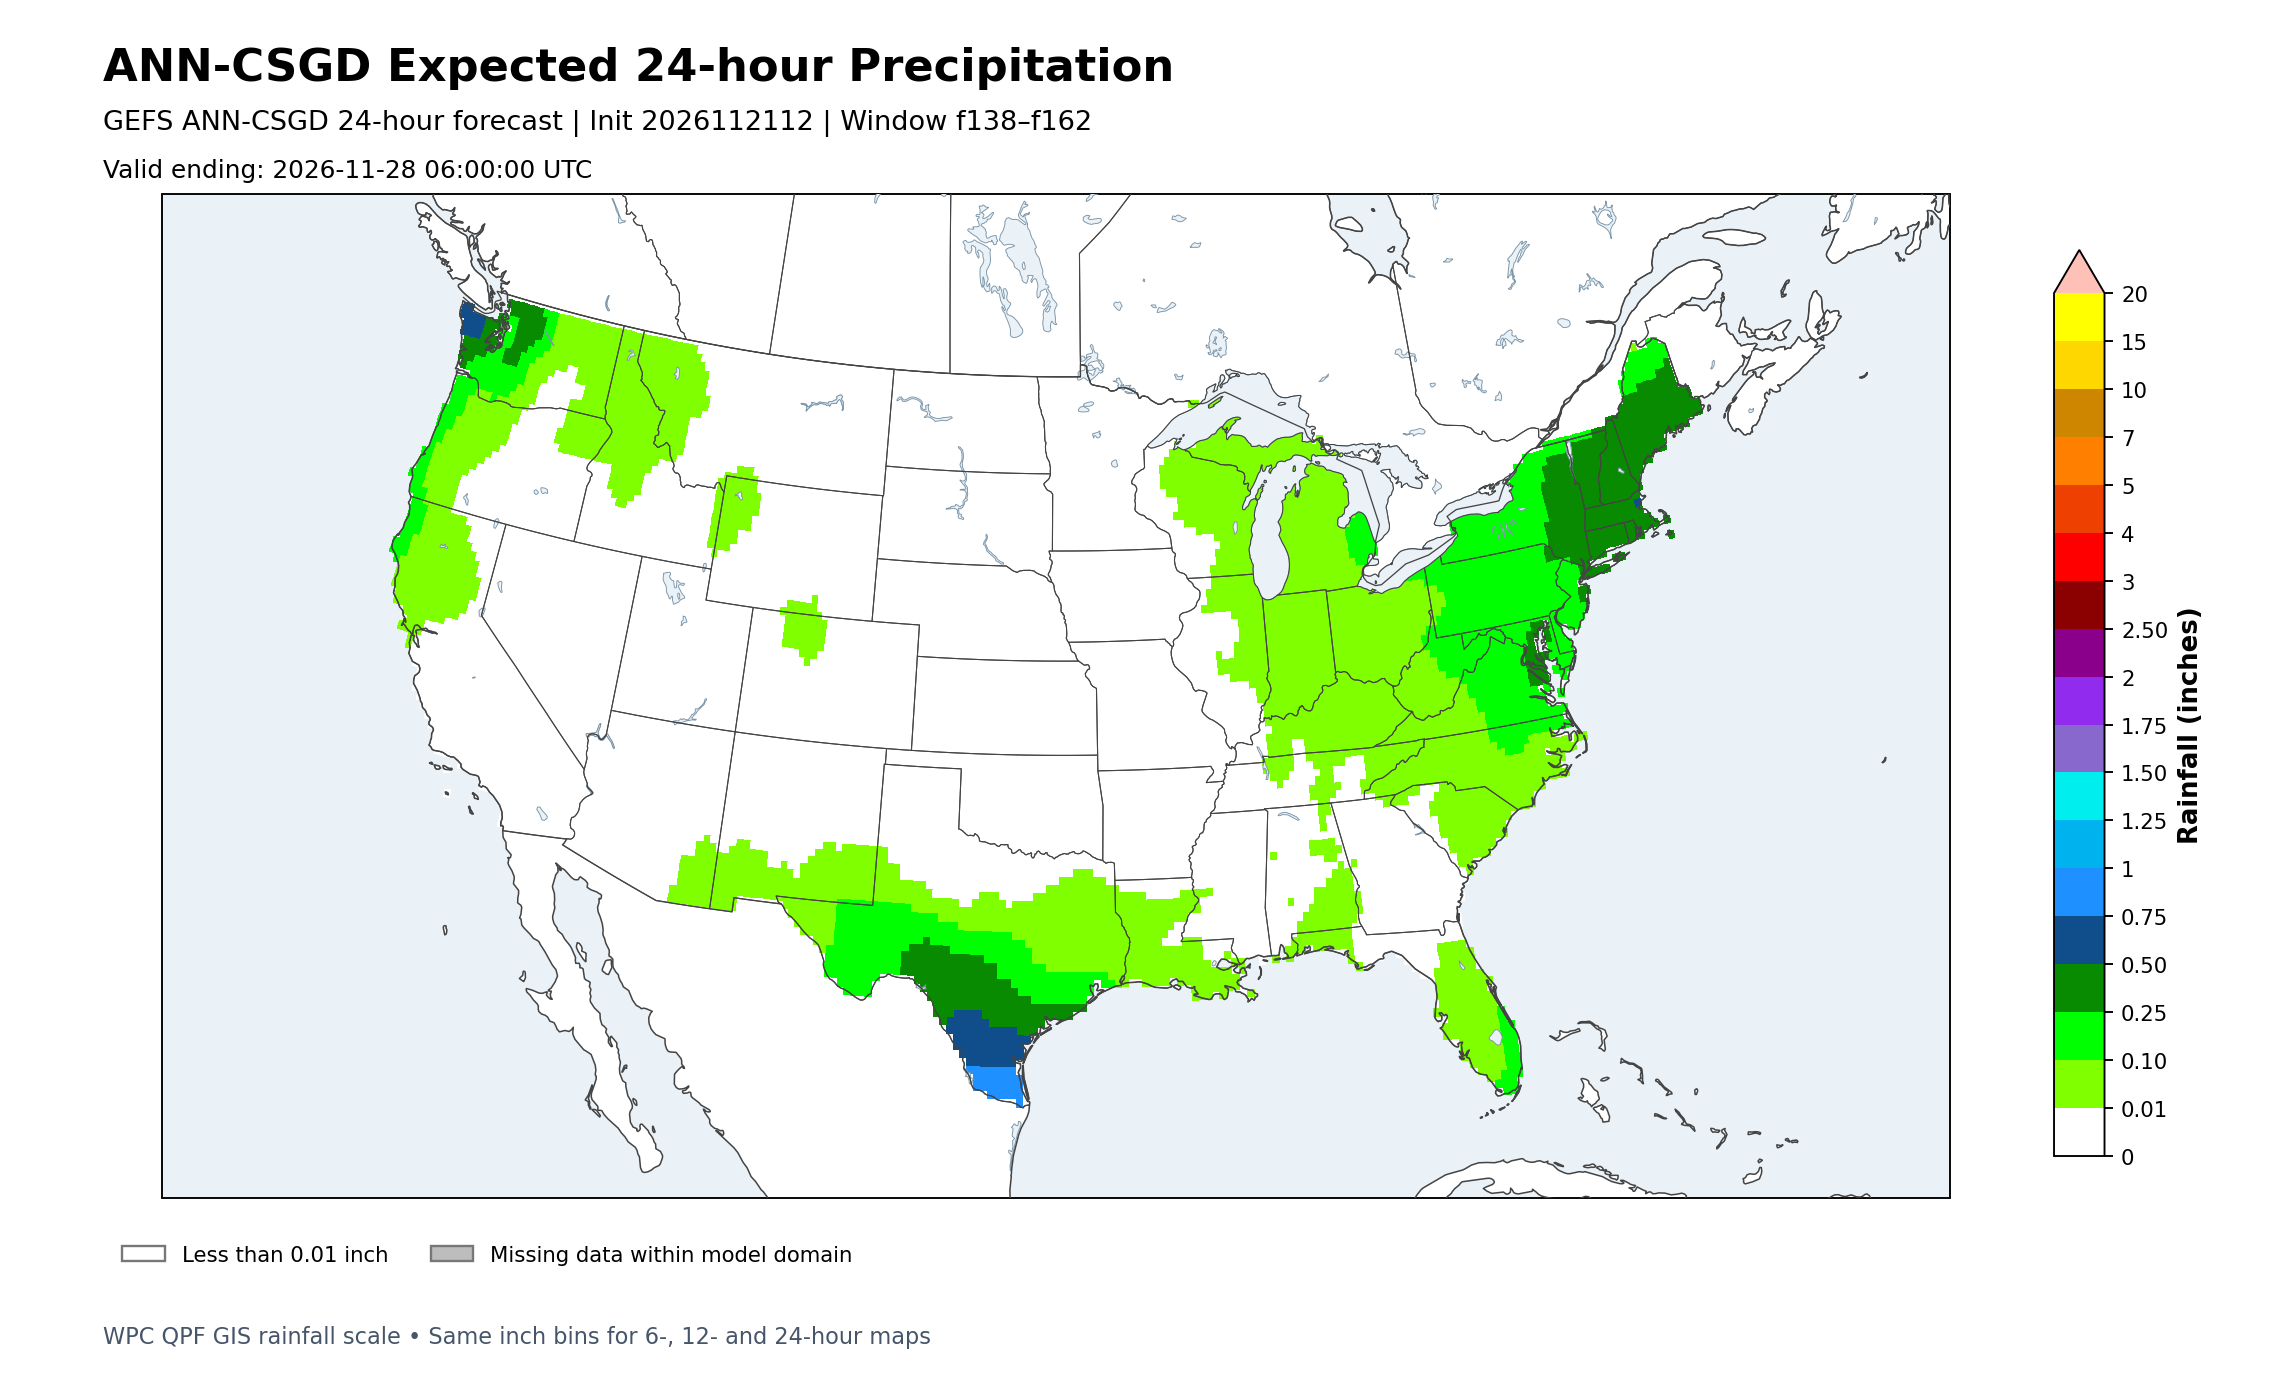 ANN-CSGD Expected 24-hour Precipitation
GEFS ANN-CSGD 24-hour forecast | Init 2026112112 | Window f138–f162
Valid ending: 2026-11-28 06:00:00 UTC
20
15
10
7
5
4
3
2.50
2
1.75
1.50
1.25
1
0.75
0.50
0.25
0.10
0.01
0
Rainfall (inches)
Less than 0.01 inch
Missing data within model domain
WPC QPF GIS rainfall scale • Same inch bins for 6-, 12- and 24-hour maps